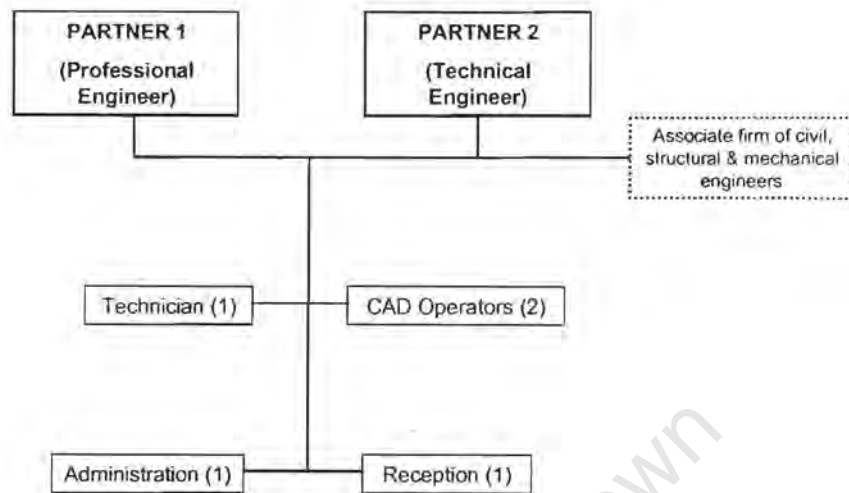 PARTNER 1
(Professional
Engineer)
PARTNER 2
(Technical
Engineer)
Associate firm of civil,
structural & mechanical
engineers
Technician (1)
CAD Operators (2)
Administration (1)
Reception (1)
own